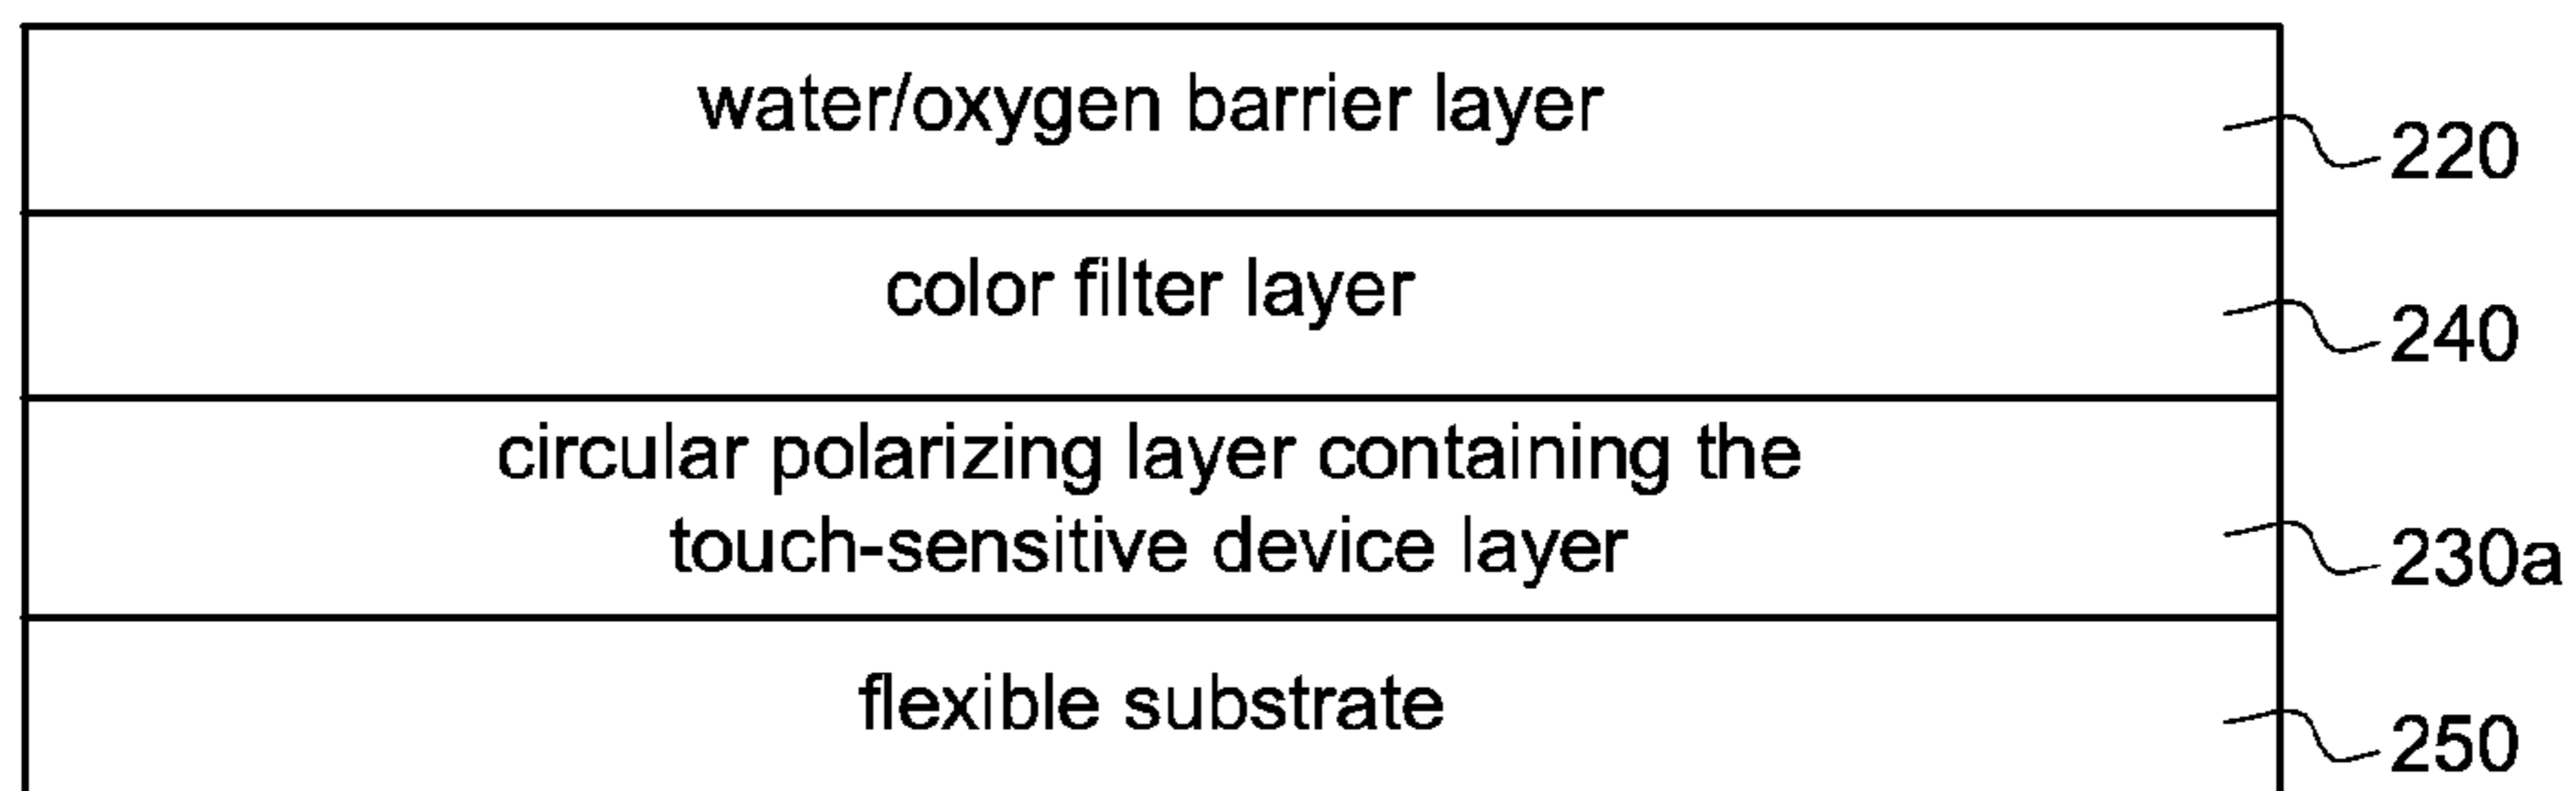 water/oxygen barrier layer
220
color filter layer
240
circular polarizing layer containing the
touch-sensitive device layer
230a
flexible substrate
250